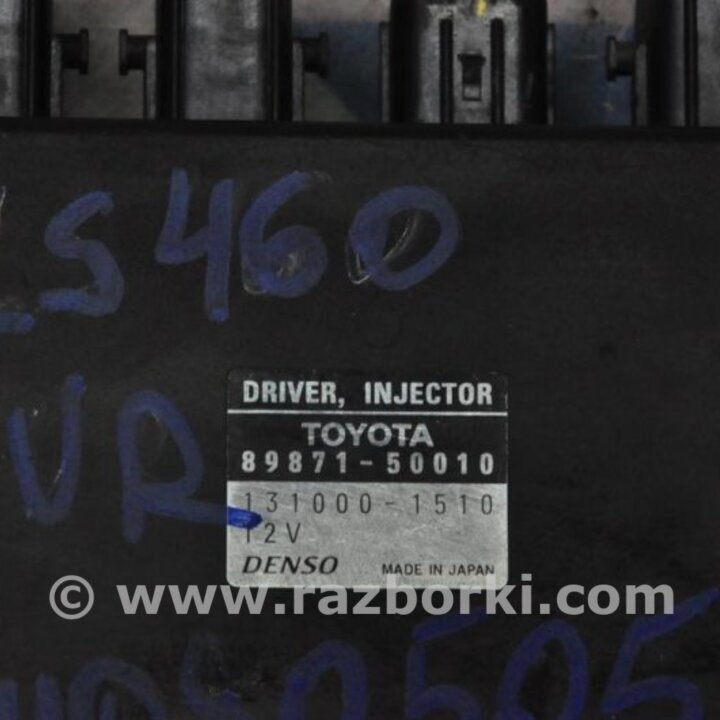 LS460
DRIVER, INJECTOR
TOYOTA
89871-50010
VR
131000-1510
12V
DENSO MADE IN JAPAN
© www.razborki.com